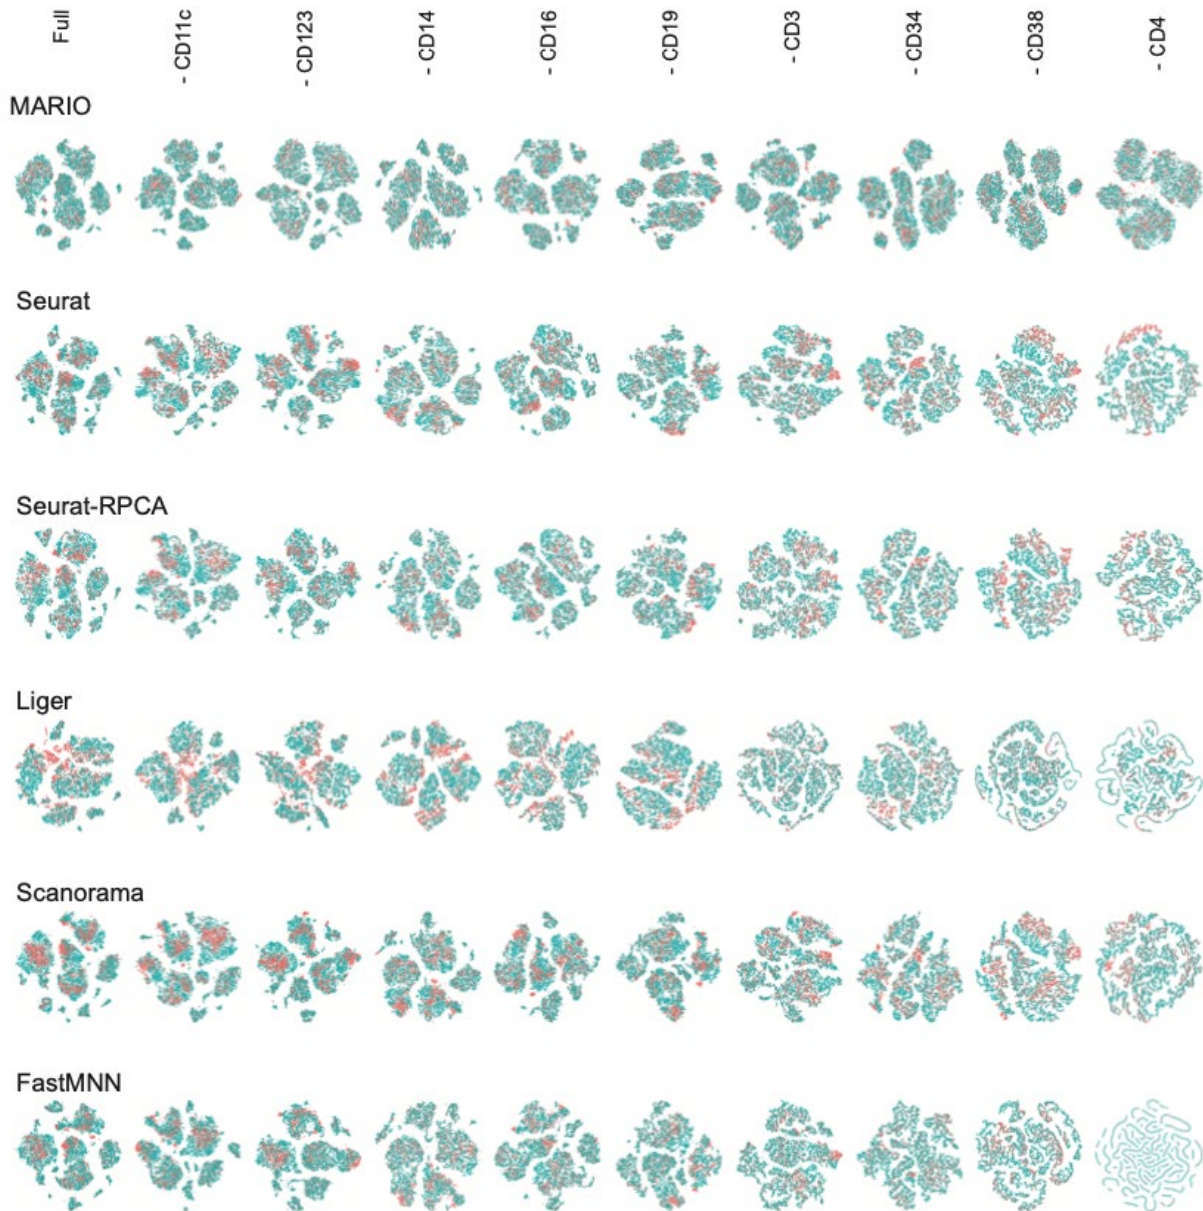 Full
- CD11c
- CD123
- CD14
- CD16
- CD19
- CD3
- CD34
- CD38
- CD4
MARIO
Seurat
Seurat-RPCA
Liger
Scanorama
FastMNN